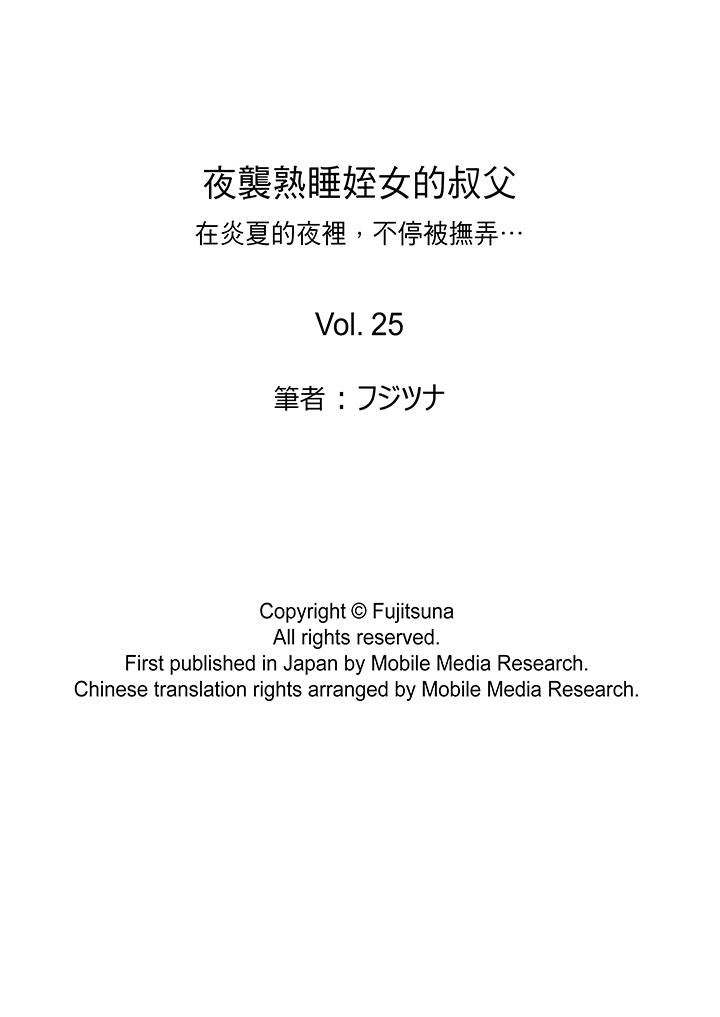 夜襲熟睡姪女的叔父
在炎夏的夜裡，不停被撫弄…
Vol. 25
筆者：フジツナ
Copyright © Fujitsuna
All rights reserved.
First published in Japan by Mobile Media Research.
Chinese translation rights arranged by Mobile Media Research.